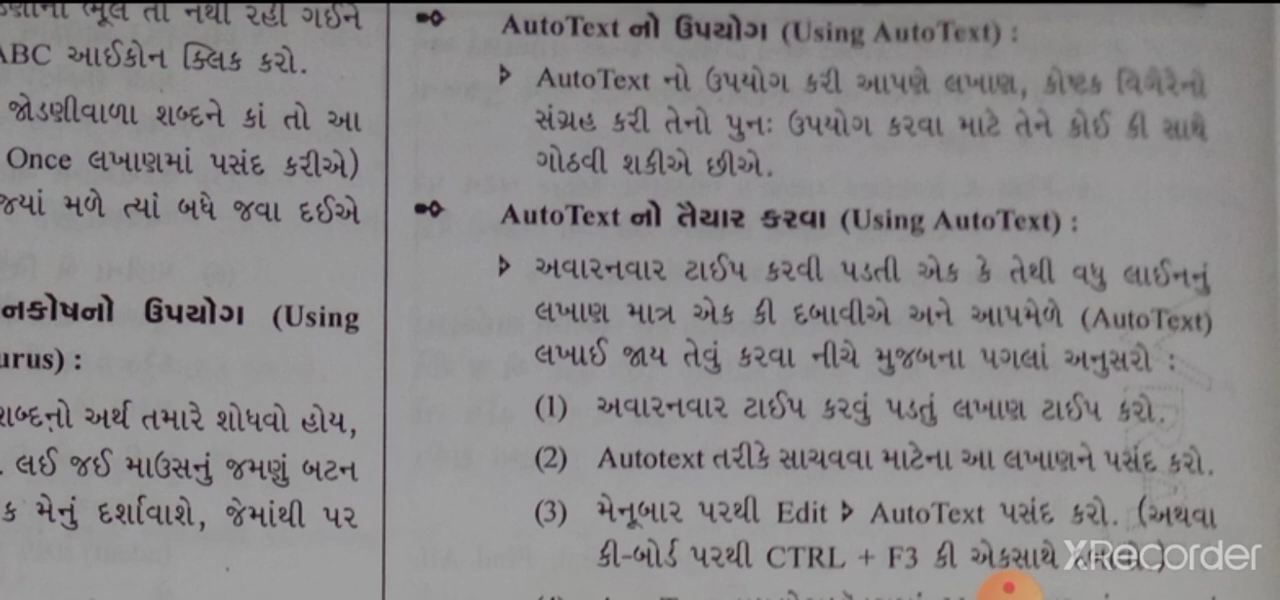 ભૂલ તો નથી રહી ગઈને
ABC આઈકોન ક્લિક કરો.
જોડણીવાળા શબ્દને કાં તો આ
Once લખાણમાં પસંદ કરીએ)
જ્યાં મળે ત્યાં બધે જવા દઈએ
ઉપયોગ (Using
શબ્દનો અર્થ તમારે શોધવો હોય,
લઈ જઈ માઉસનું જમણું બટન
ક મેનું દર્શાવાશે, જેમાંથી પર
AutoText નો ઉપયોગ (Using AutoText) :
AutoText નો ઉપયોગ કરી આપણે લખાણ, કોષ્ટક વિગેરેનો
સંગ્રહ કરી તેનો પુનઃ ઉપયોગ કરવા માટે તેને કોઈ કી સાથે
ગોઠવી શકીએ છીએ.
AutoText નો તૈયાર કરવા (Using AutoText) :
અવારનવાર ટાઈપ કરવી પડતી એક કે તેથી વધુ લાઈનનું
લખાણ માત્ર એક કી દબાવીએ અને આપમેળે (AutoText)
લખાઈ જાય તેવું કરવા નીચે મુજબના પગલાં અનુસરો :
(1) અવારનવાર ટાઈપ કરવું પડતું લખાણ ટાઈપ કરો.
(2) Autotext તરીકે સાચવવા માટેના આ લખાણને પસંદ કરો.
(3) મેનૂબાર પરથી Edit ▷ AutoText પસંદ કરો. (અથવા
કી-બોર્ડ પરથી CTRL + F3 કી એકસાથે
XRecorder